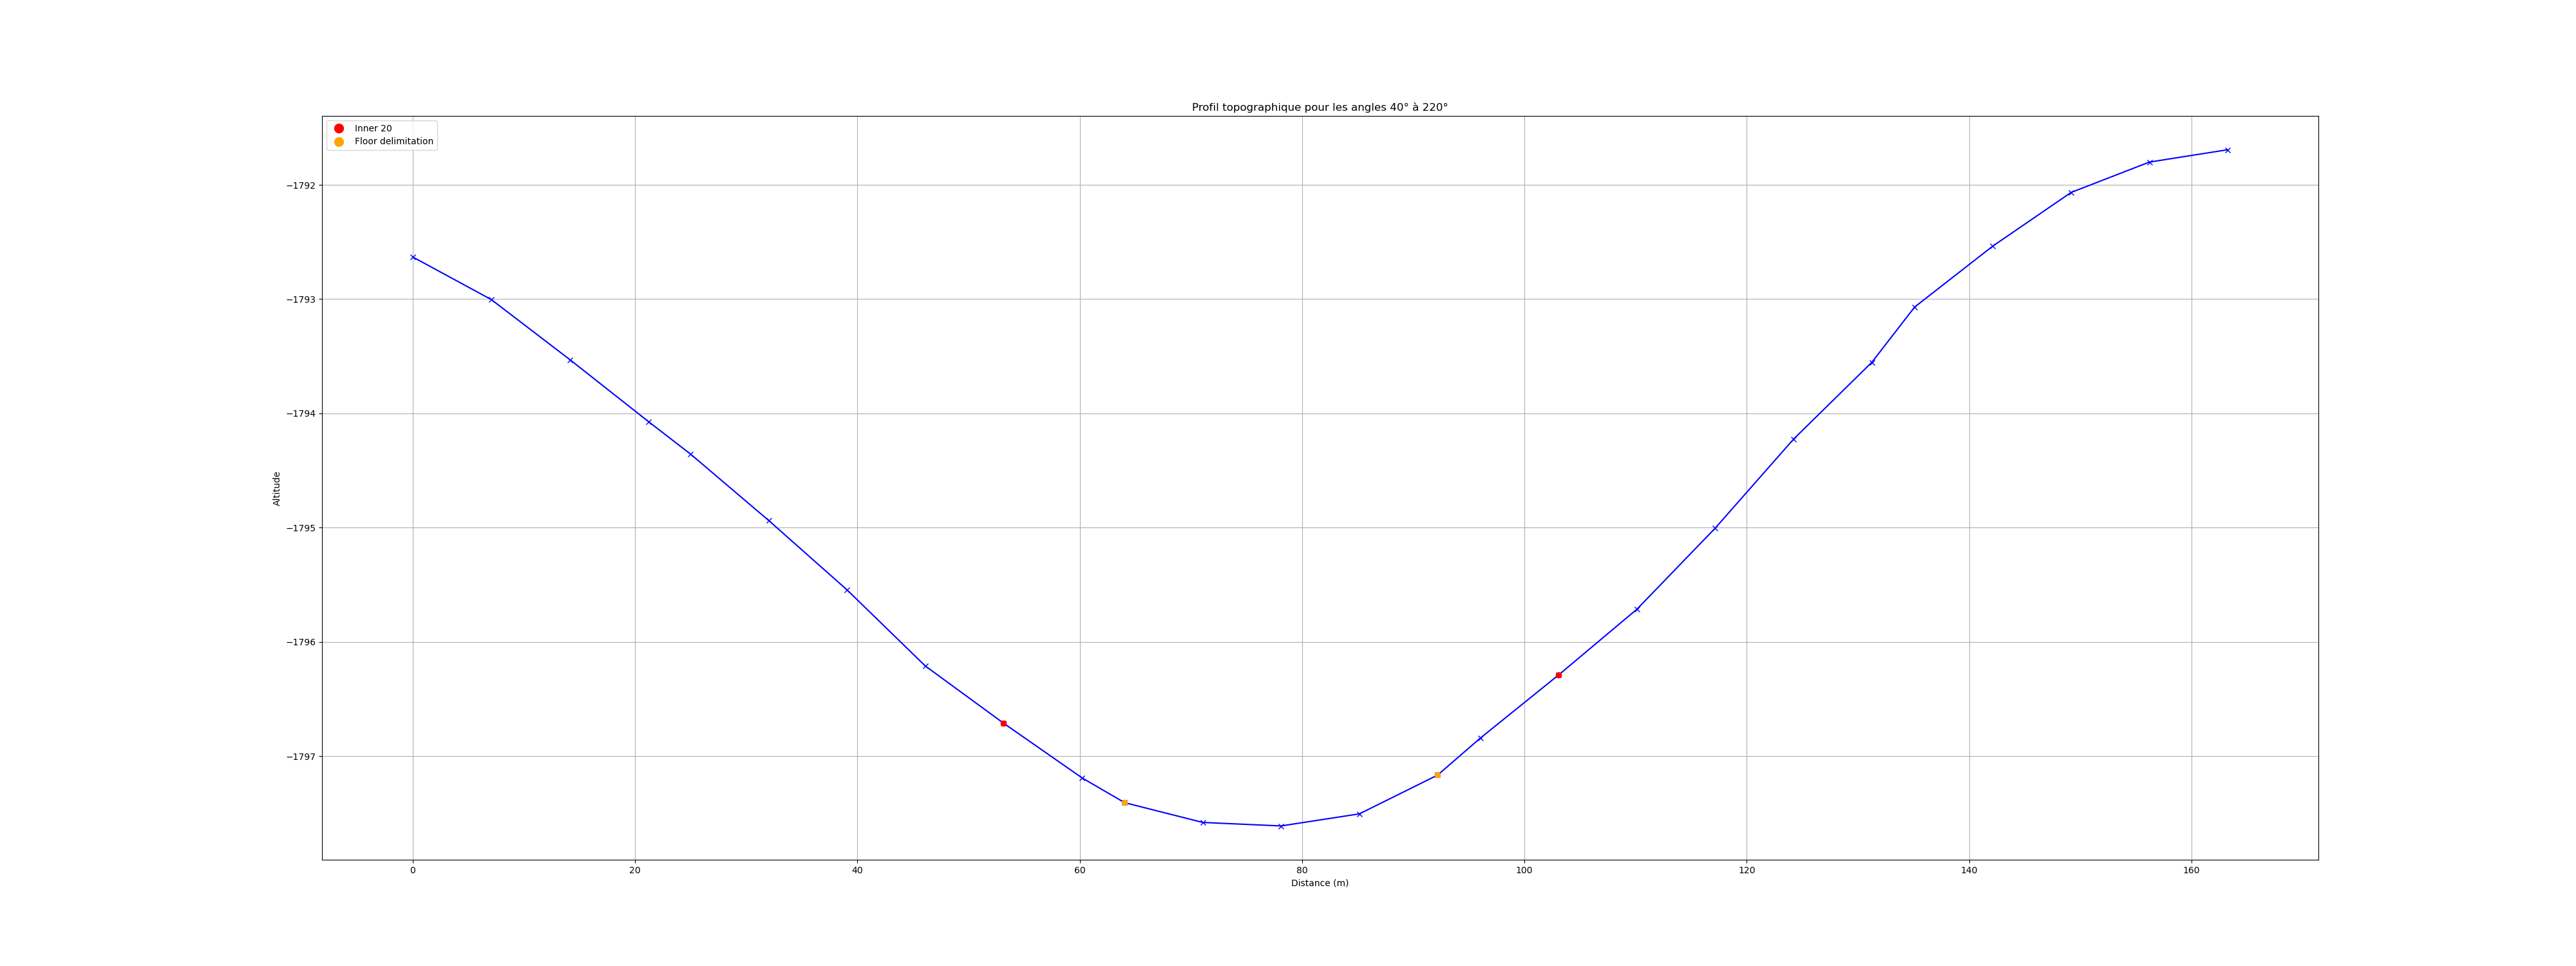 Profil topographique pour les angles 40° à 220°
Inner 20
Floor delimitation
−1792
−1793
−1794
−1795
−1796
−1797
Altitude
0 20 40 60 80 100 120 140 160
Distance (m)